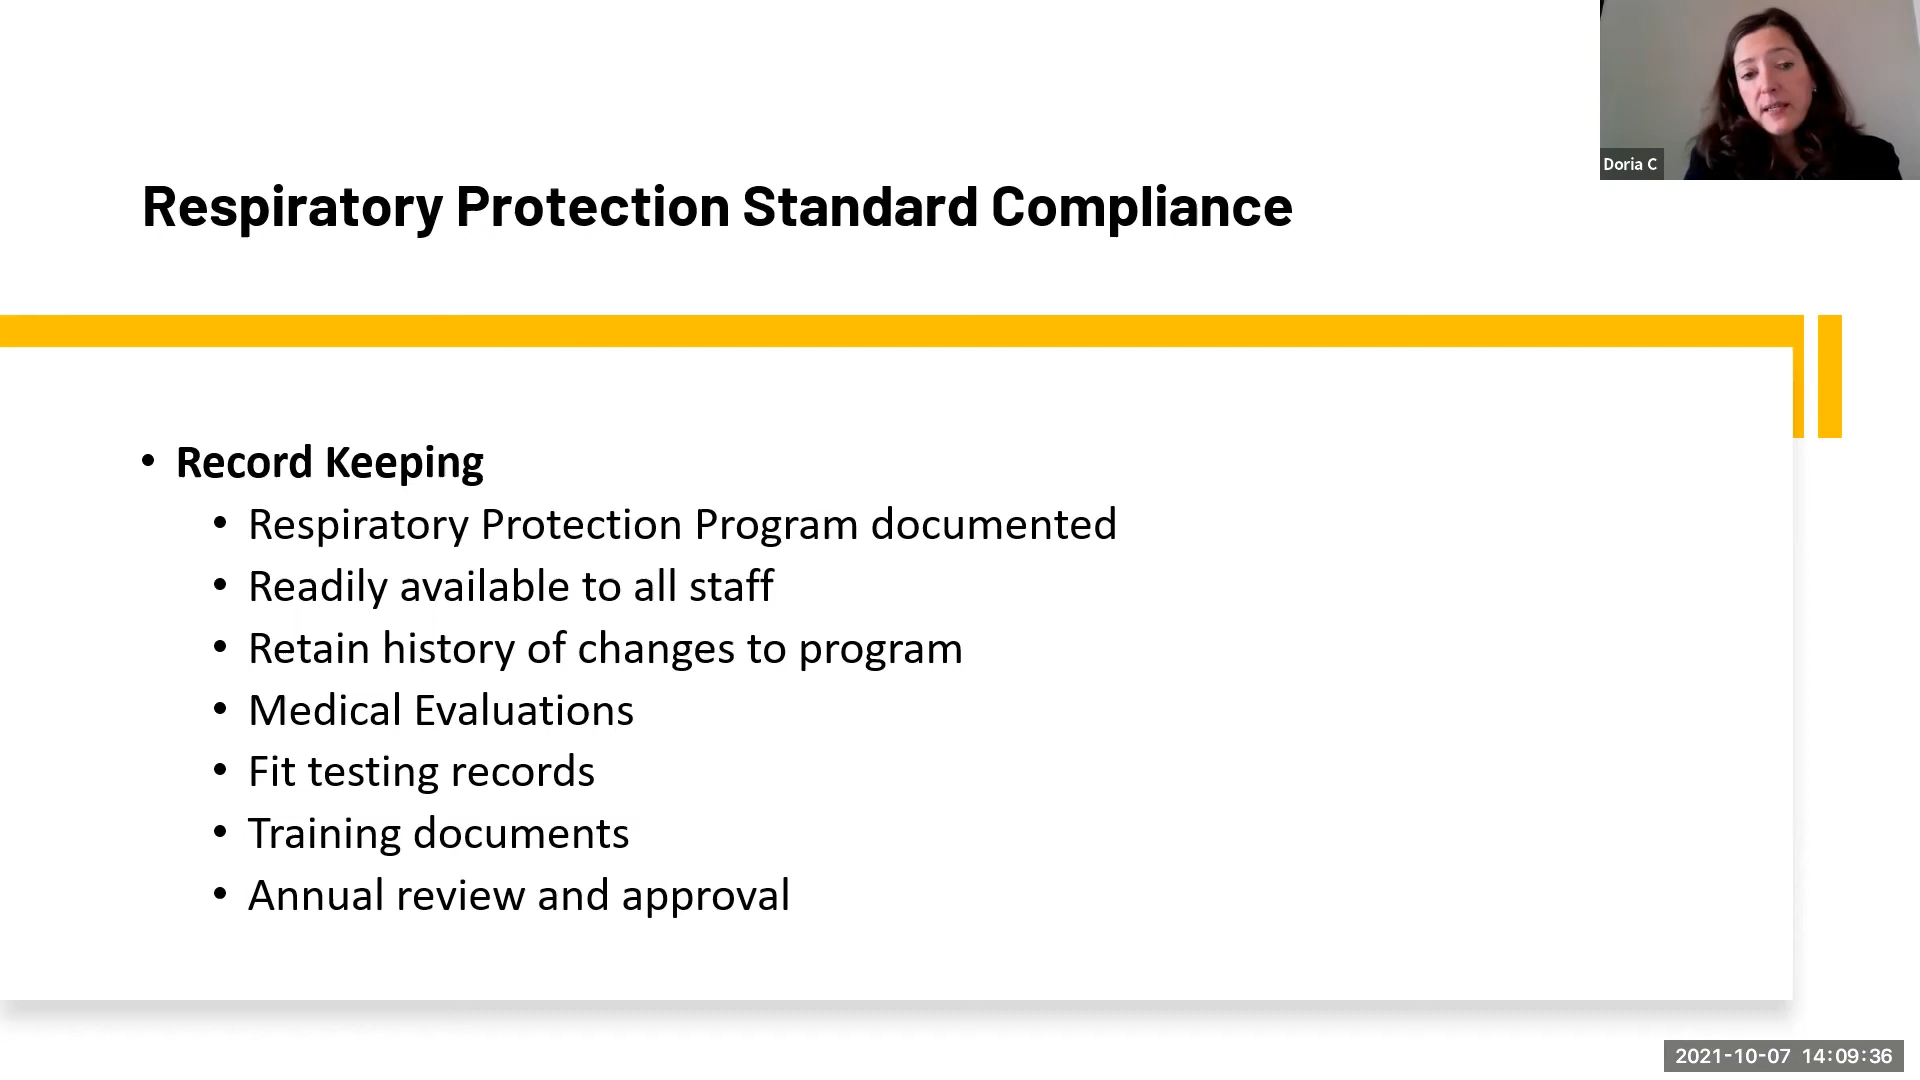 Doria C
Respiratory Protection Standard Compliance
• Record Keeping
• Respiratory Protection Program documented
• Readily available to all staff
• Retain history of changes to program
• Medical Evaluations
• Fit testing records
• Training documents
• Annual review and approval
2021-10-07 14:09:36